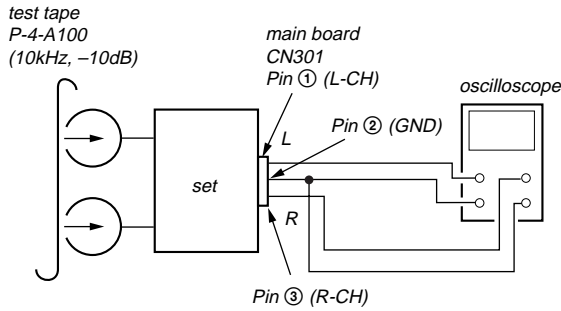 test tape
P-4-A100
(10kHz, –10dB)
main board
CN301
Pin ① (L-CH)
oscilloscope
Pin ② (GND)
L
set
R
Pin ③ (R-CH)